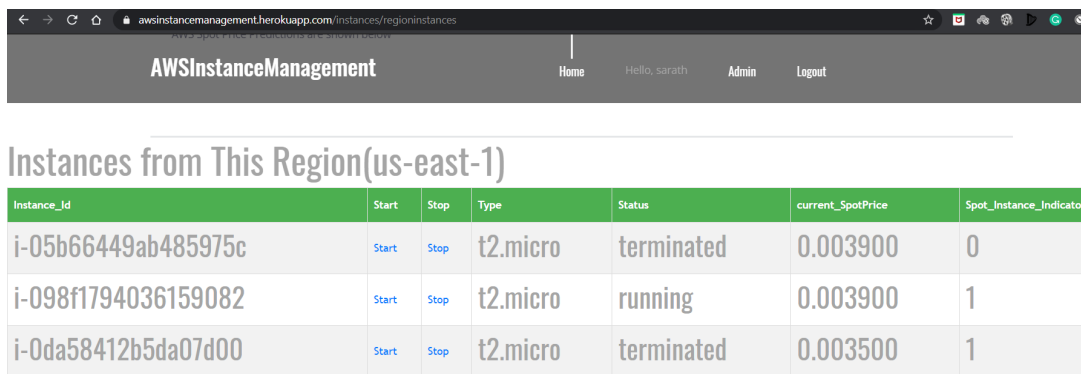 awsinstancemanagement.herokuapp.com/instances/regioninstances
AWS Spot Price Predictions are shown below
AWSInstanceManagement Home Hello, sarath Admin Logout
Instances from This Region(us-east-1)
Instance_Id Start Stop Type Status current_SpotPrice Spot_Instance_Indicato
i-05b66449ab485975c Start Stop t2.micro terminated 0.003900 0
i-098f1794036159082 Start Stop t2.micro running 0.003900 1
i-0da58412b5da07d00 Start Stop t2.micro terminated 0.003500 1